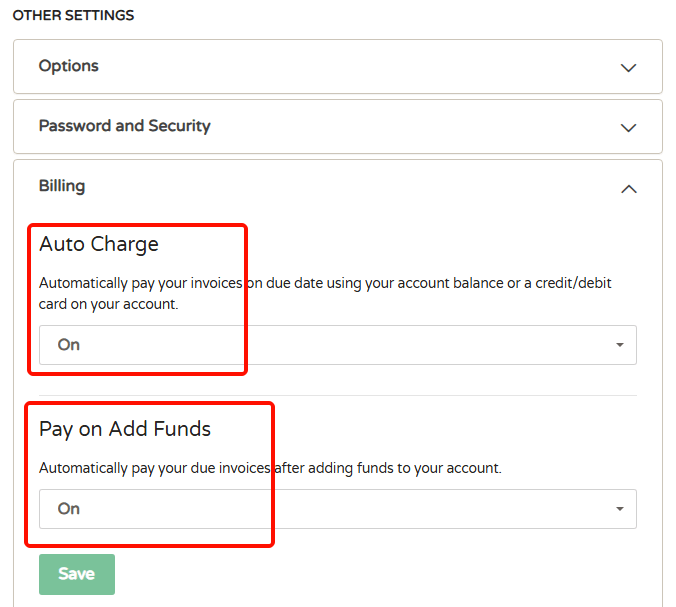 OTHER SETTINGS
Options
Password and Security
Billing
Auto Charge
Automatically pay your invoices on due date using your account balance or a credit/debit
card on your account.
On
Pay on Add Funds
Automatically pay your due invoices after adding funds to your account.
On
Save